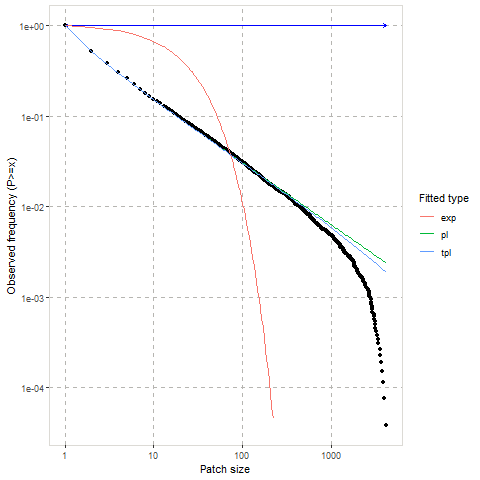 1e+00
1e-01
1e-02
1e-03
1e-04
Observed frequency (P>=x)
1
10
100
1000
Patch size
Fitted type
exp
pl
tpl